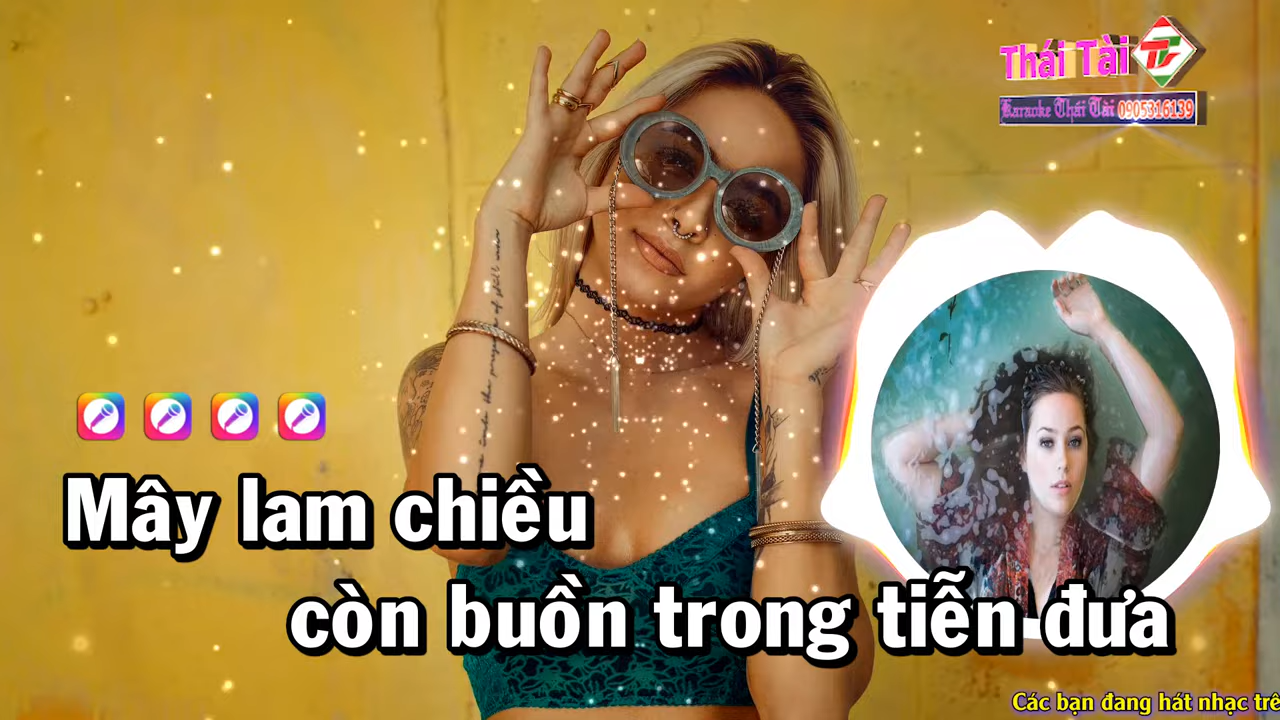 Thái Tài
Karaoke Thái Tài 0905316139
Mây lam chiều
còn buồn trong tiễn đưa
Các bạn đang hát nhạc trê